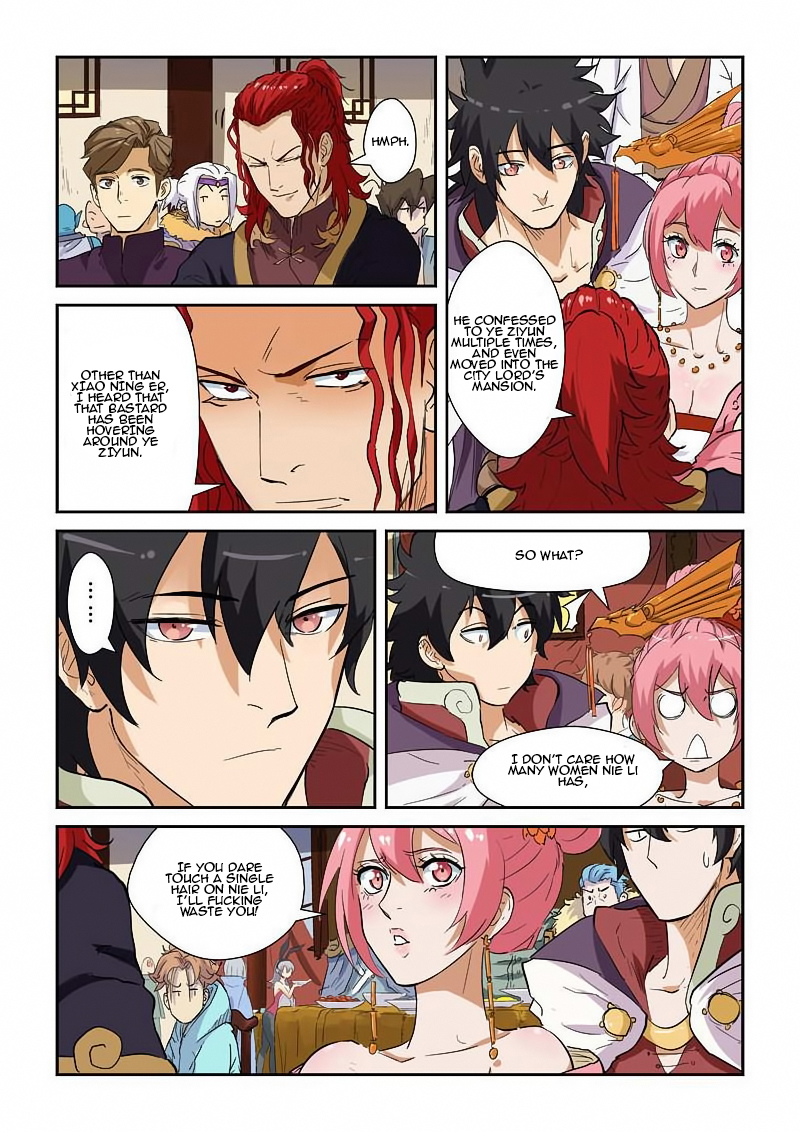 HMPH.
OTHER THAN
XIAO NING ER,
I HEARD THAT
THAT BASTARD
HAS BEEN
HOVERING
AROUND YE
ZIYUN.
HE CONFESSED
TO YE ZIYUN
MULTIPLE TIMES,
AND EVEN
MOVED INTO THE
CITY LORD'S
MANSION.
.....
SO WHAT?
I DON'T CARE HOW
MANY WOMEN NIE LI
HAS,
IF YOU DARE
TOUCH A SINGLE
HAIR ON NIE LI,
I'LL FUCKING
WASTE YOU!